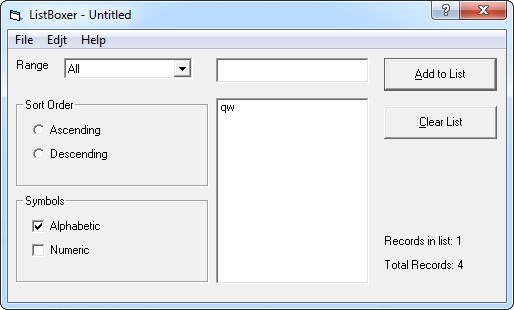 ListBoxer - Untitled
File Edjt Help
Range All Add to List
qw
Sort Order
Ascending
Descending
Clear List
Symbols
Alphabetic
Numeric
Records in list: 1
Total Records: 4